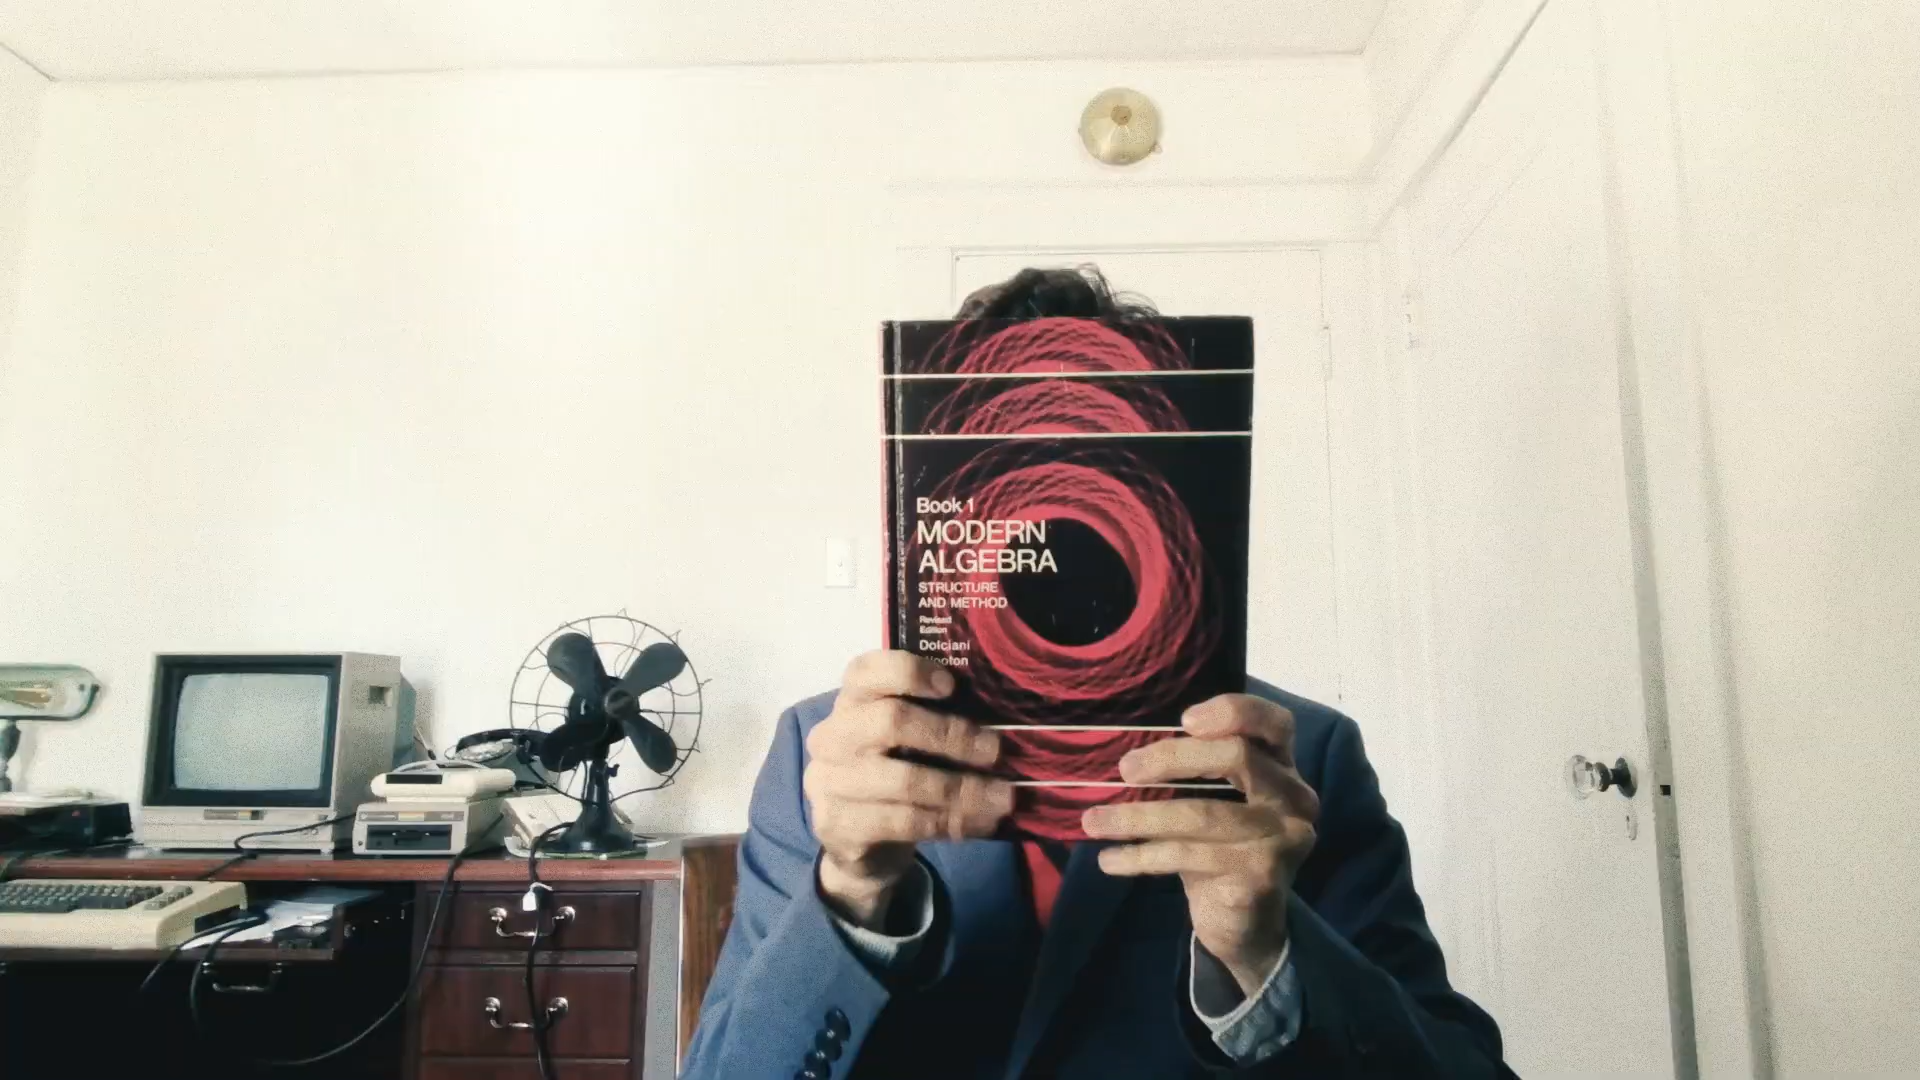 Book 1
MODERN
ALGEBRA
STRUCTURE
AND METHOD
Revised
Edition
Dolciani